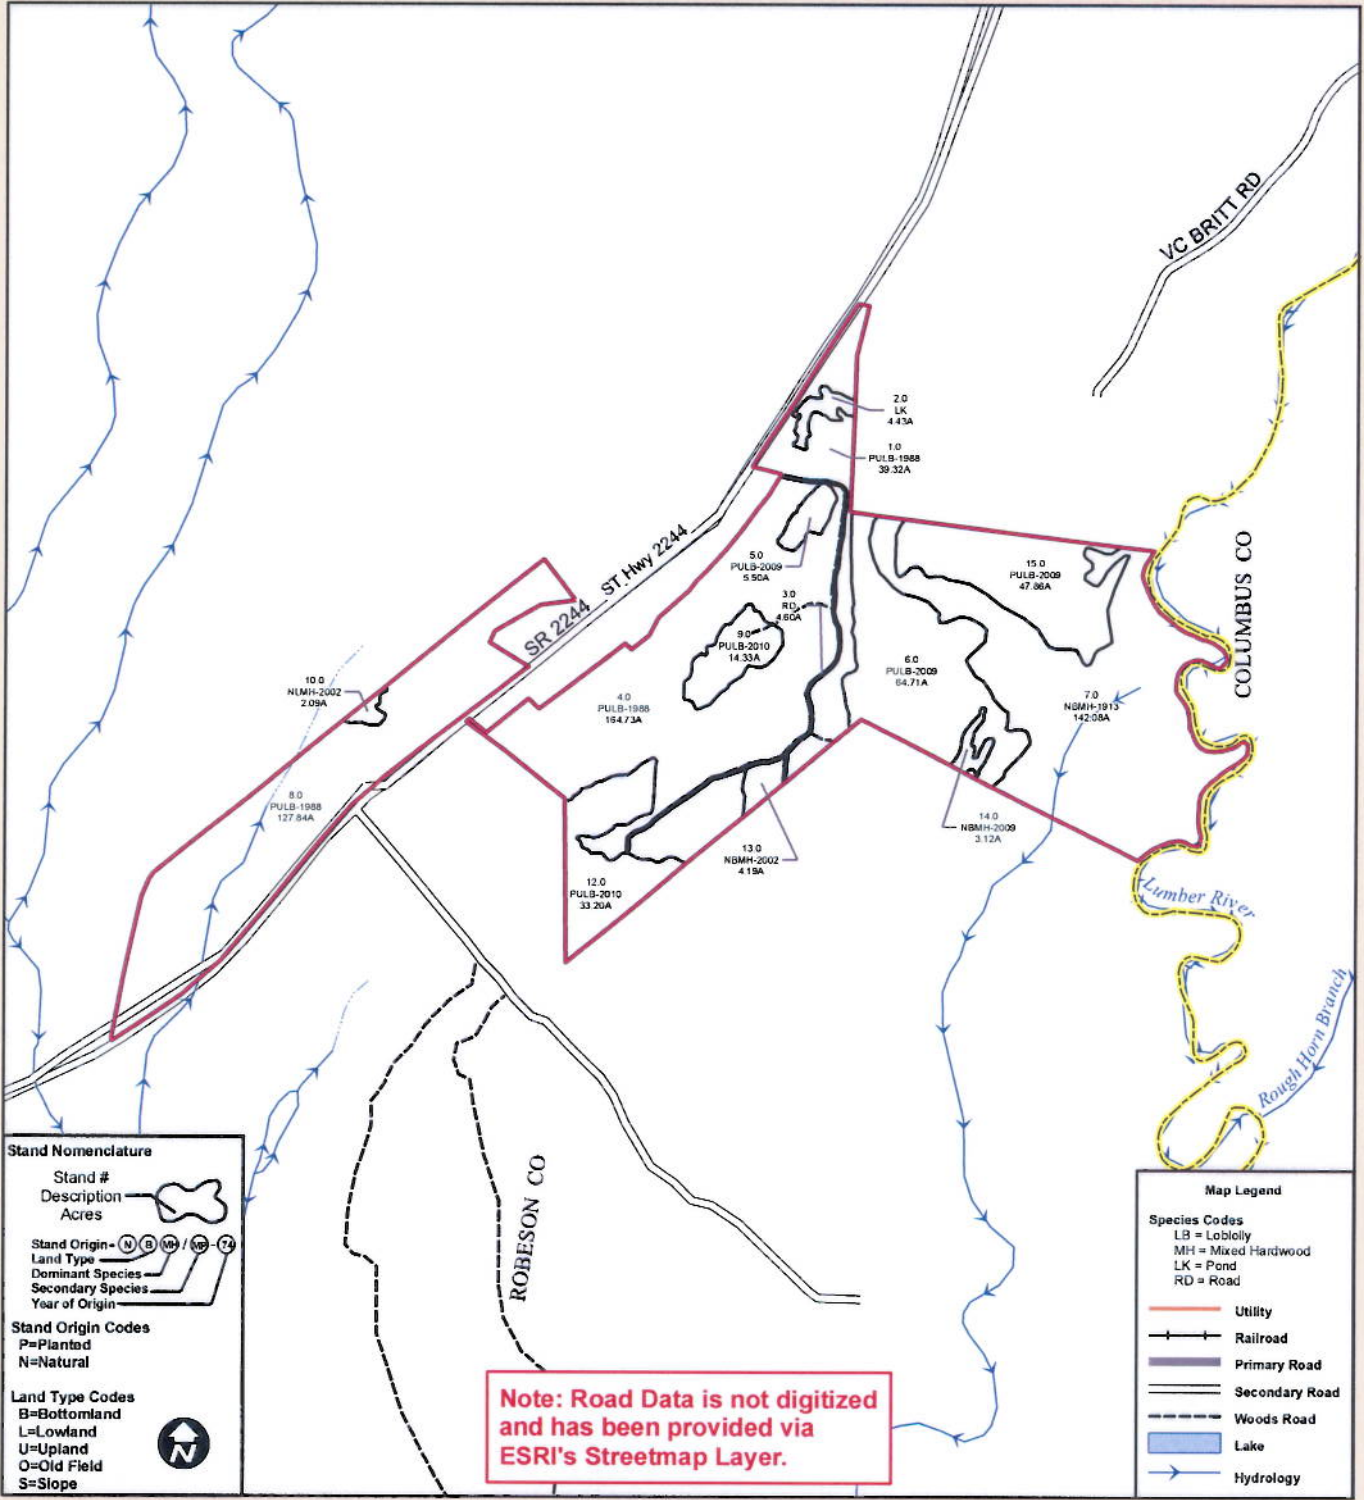 VC BRITT RD
2.0
LK
4.43A
1.0
PULB-1988
39.32A
ST Hwy 2244
SR 2244
5.0
PULB-2009
5.50A
3.0
RD
4.60A
9.0
PULB-2010
14.33A
15.0
PULB-2009
47.86A
COLUMBUS CO
6.0
PULB-2009
64.71A
10.0
NLMH-2002
2.09A
4.0
PULB-1988
164.73A
7.0
NBMH-1913
142.08A
8.0
PULB-1988
127.84A
14.0
NBMH-2009
3.12A
13.0
NBMH-2002
4.19A
12.0
PULB-2010
33.20A
Lumber River
Rough Horn Branch
ROBESON CO
Stand Nomenclature
Stand #
Description
Acres
Stand Origin- N B MH / MP - 74
Land Type
Dominant Species
Secondary Species
Year of Origin
Stand Origin Codes
P=Planted
N=Natural
Land Type Codes
B=Bottomland
L=Lowland
U=Upland
O=Old Field
S=Slope
N
Note: Road Data is not digitized
and has been provided via
ESRI's Streetmap Layer.
Map Legend
Species Codes
LB = Loblolly
MH = Mixed Hardwood
LK = Pond
RD = Road
Utility
Railroad
Primary Road
Secondary Road
Woods Road
Lake
Hydrology